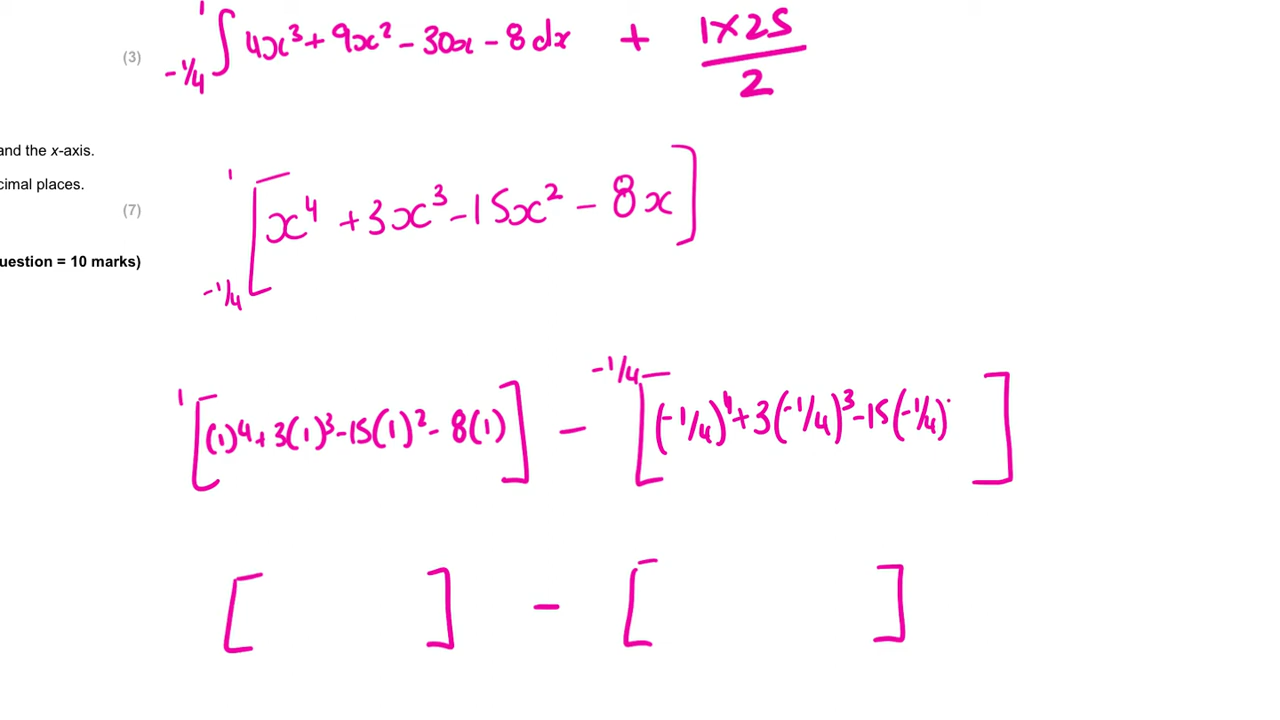 1
∫ 4x³ + 9x² - 30x - 8 dx + 1×25
(3)
-1/4
2
and the x-axis.
1
cimal places.
[x⁴ + 3x³ - 15x² - 8x]
(7)
uestion = 10 marks)
-1/4
1 [(1)⁴ + 3(1)³ - 15(1)² - 8(1)] - -1/4 [(-1/4)⁴ + 3(-1/4)³ - 15(-1/4) ]
[ ] - [ ]